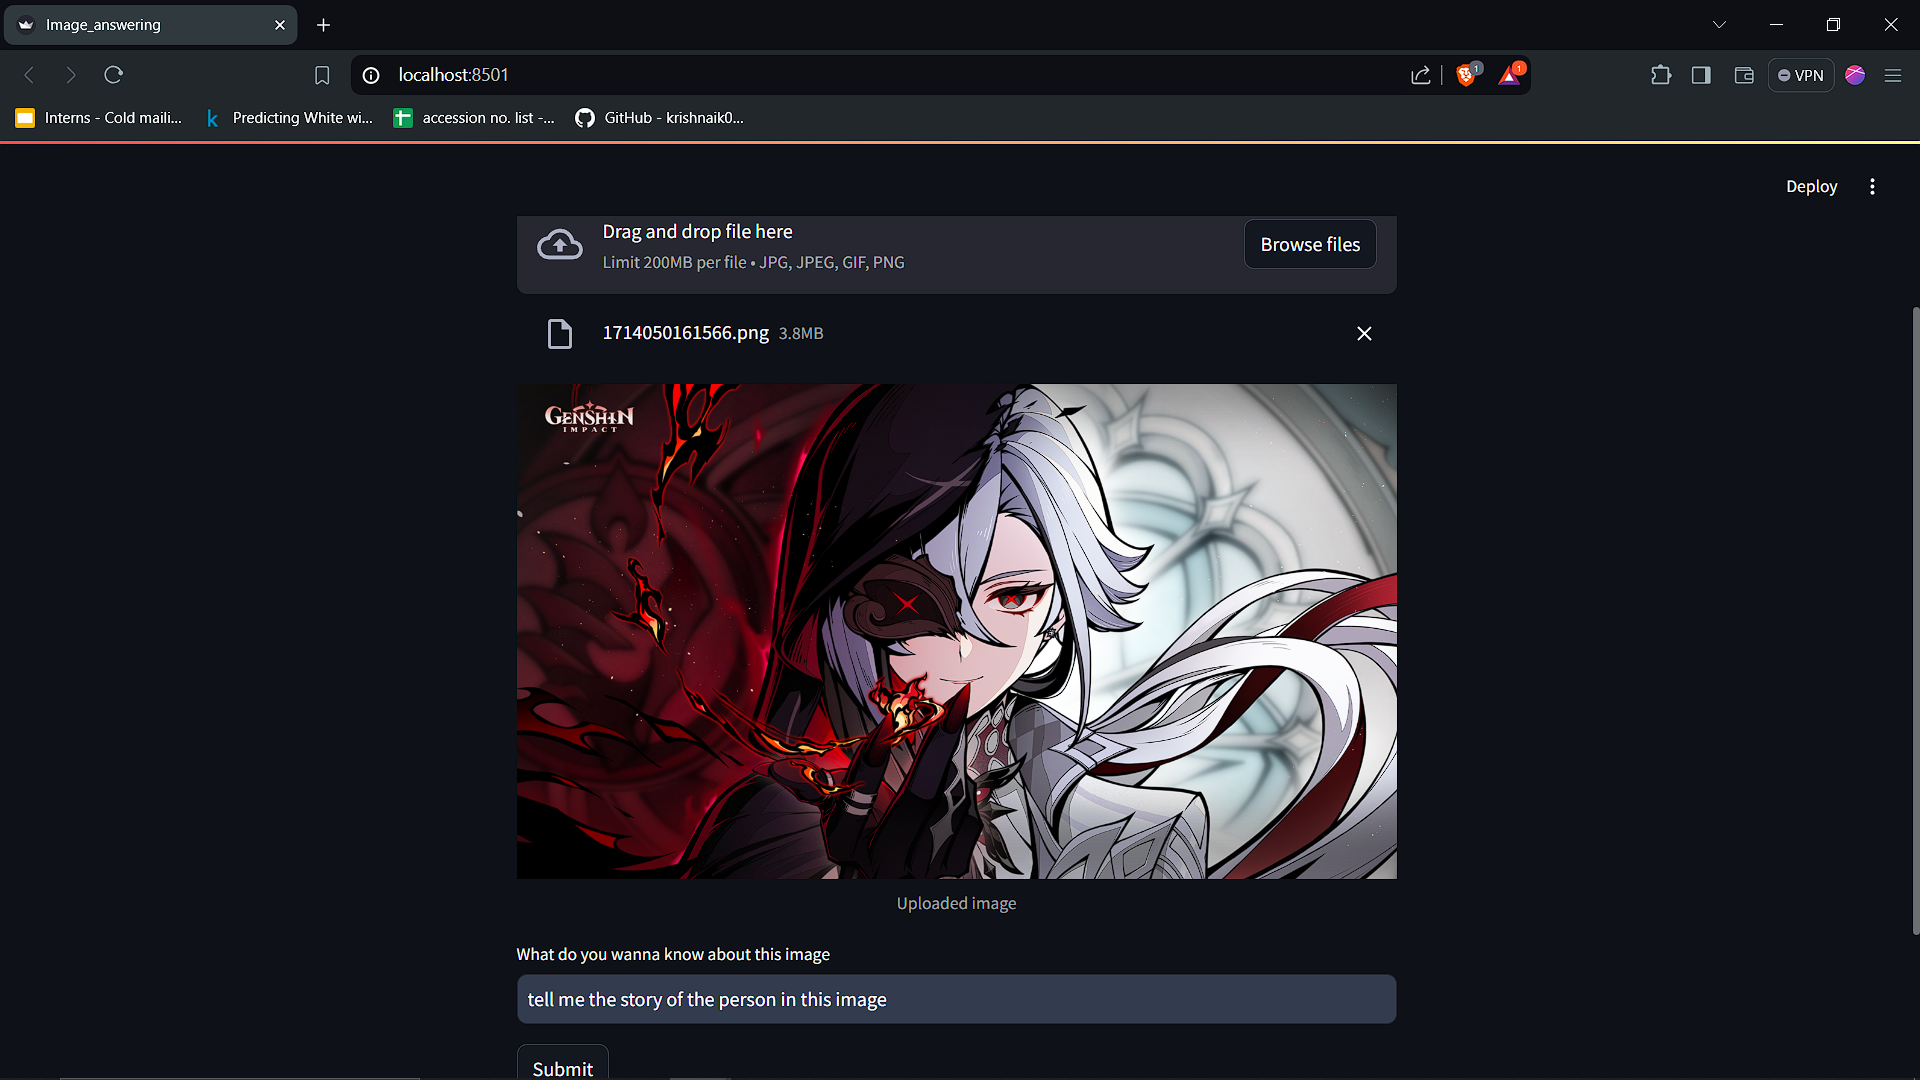 Image_answering
localhost:8501
1
1
VPN
Interns - Cold maili...
Predicting White wi...
accession no. list -...
GitHub - krishnaik0...
Deploy
Drag and drop file here
Limit 200MB per file • JPG, JPEG, GIF, PNG
Browse files
1714050161566.png 3.8MB
GENSHIN
IMPACT
Uploaded image
What do you wanna know about this image
tell me the story of the person in this image
Submit